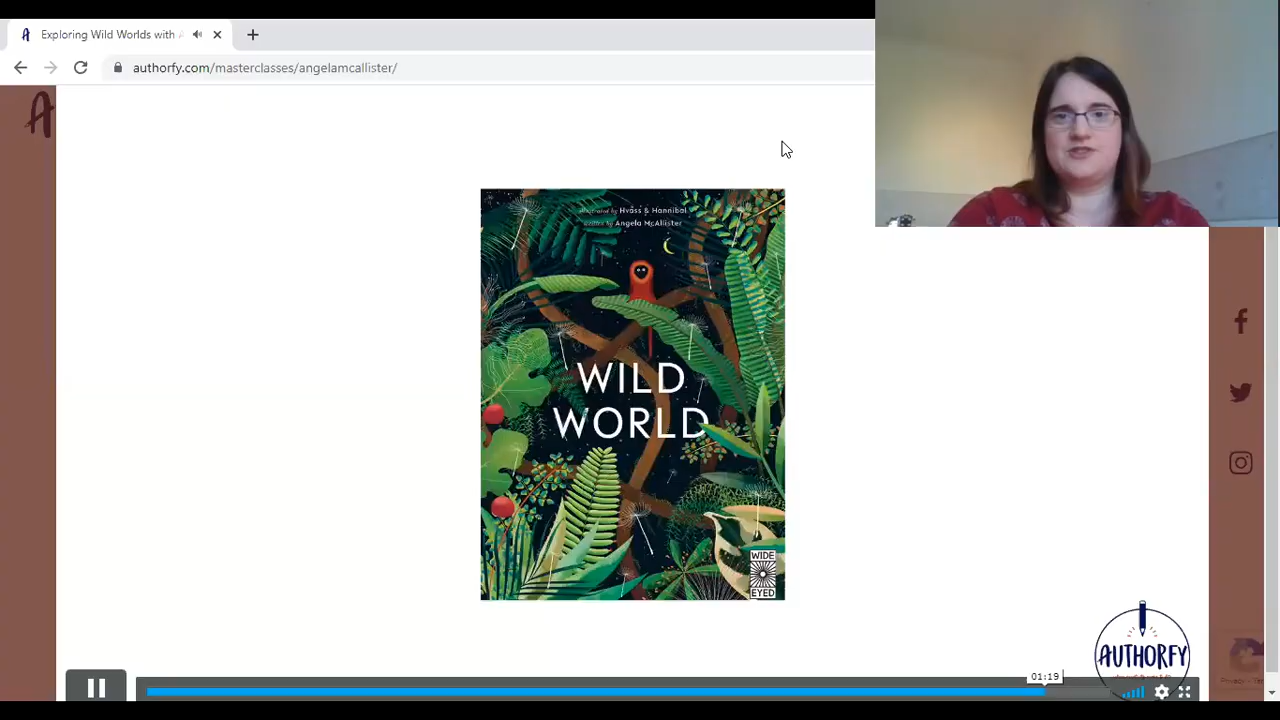 Exploring Wild Worlds with A
authorfy.com/masterclasses/angelamcallister/
A
illustrated by Hvass & Hannibal
written by Angela McAllister
WILD
WORLD
WIDE
EYED
AUTHORFY
01:19